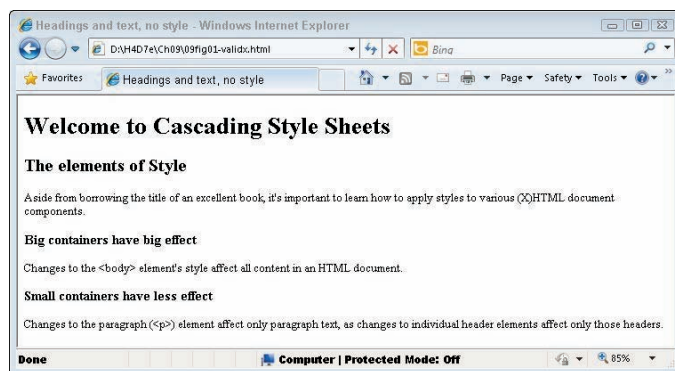 Headings and text, no style - Windows Internet Explorer
D:\H4D7e\Ch09\09fig01-validx.html
Bing
Favorites
Headings and text, no style
Page
Safety
Tools
Welcome to Cascading Style Sheets
The elements of Style
Aside from borrowing the title of an excellent book, it's important to learn how to apply styles to various (X)HTML document
components.
Big containers have big effect
Changes to the <body> element's style affect all content in an HTML document.
Small containers have less effect
Changes to the paragraph (<p>) element affect only paragraph text, as changes to individual header elements affect only those headers.
Done
Computer | Protected Mode: Off
85%